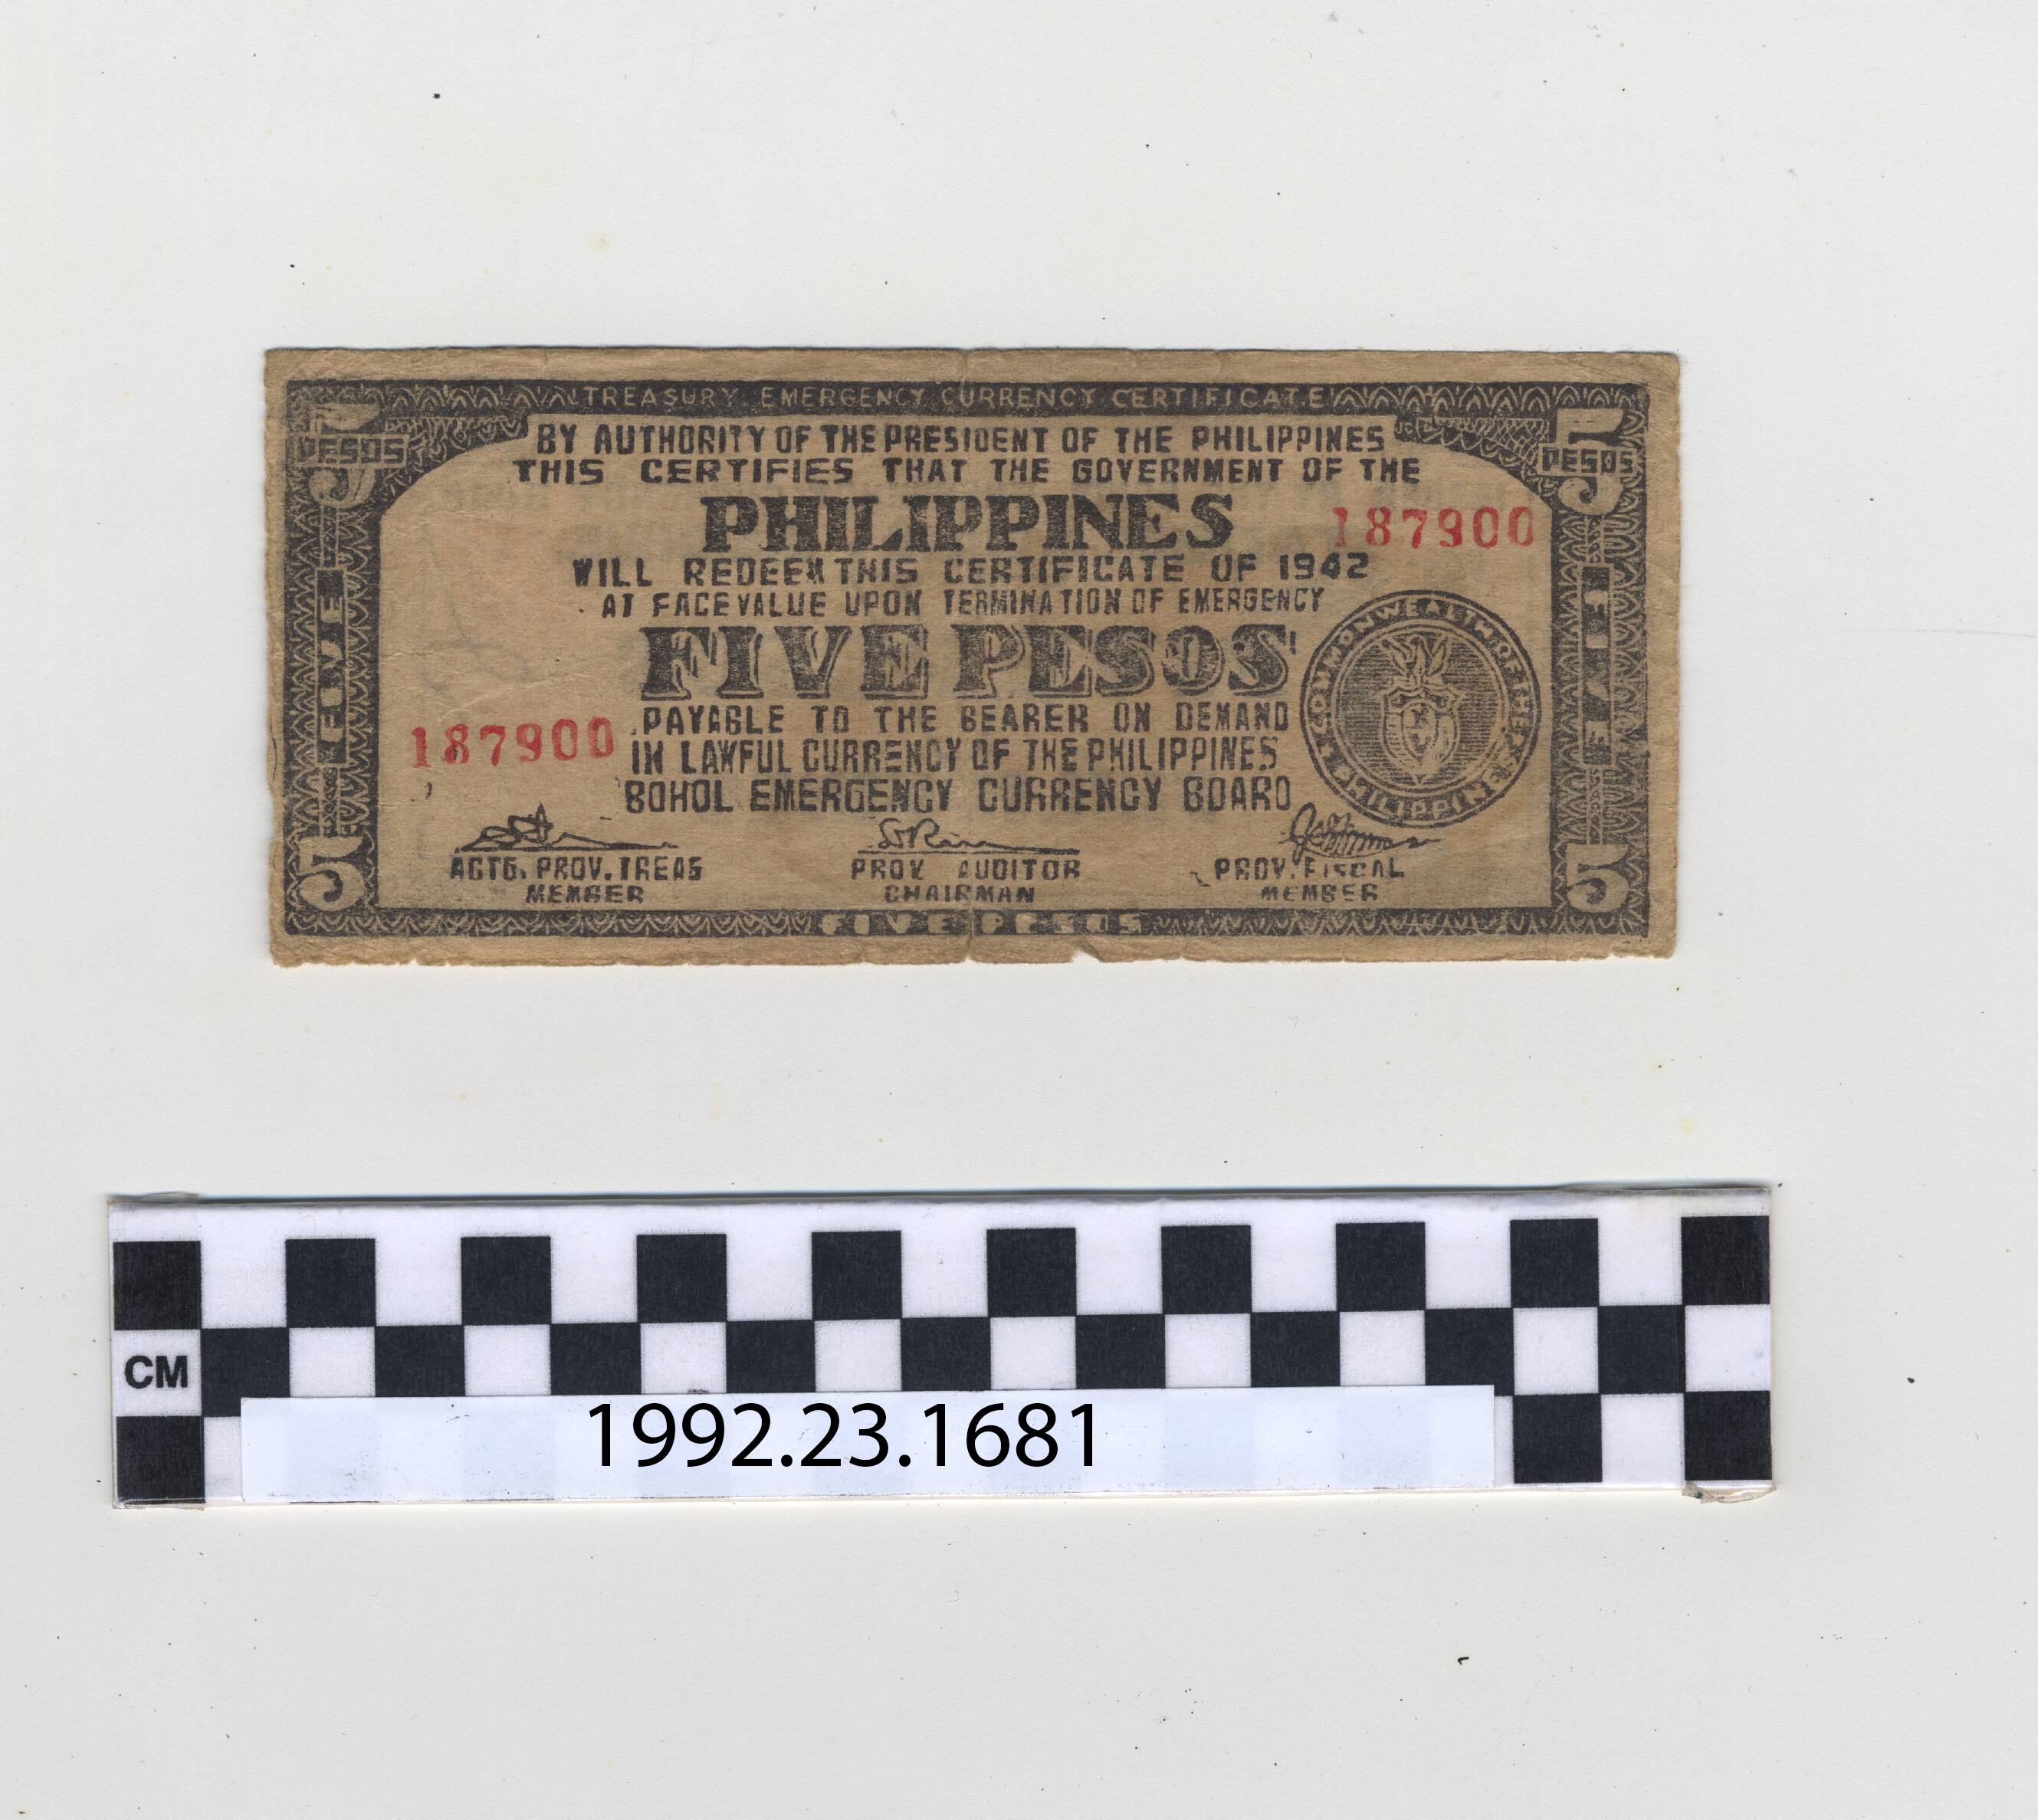 TREASURY EMERGENCY CURRENCY CERTIFICATE
5 PESOS
5 PESOS
BY AUTHORITY OF THE PRESIDENT OF THE PHILIPPINES
THIS CERTIFIES THAT THE GOVERNMENT OF THE
PHILIPPINES
187900
WILL REDEEM THIS CERTIFICATE OF 1942
AT FACE VALUE UPON TERMINATION OF EMERGENCY
FIVE PESOS
FIVE
FIVE
COMMONWEALTH OF THE PHILIPPINES
187900
PAYABLE TO THE BEARER ON DEMAND
IN LAWFUL CURRENCY OF THE PHILIPPINES
BOHOL EMERGENCY CURRENCY BOARD
ACTG. PROV. TREAS
MEMBER
PROV. AUDITOR
CHAIRMAN
PROV. FISCAL
MEMBER
5
5
FIVE PESOS
CM
1992.23.1681